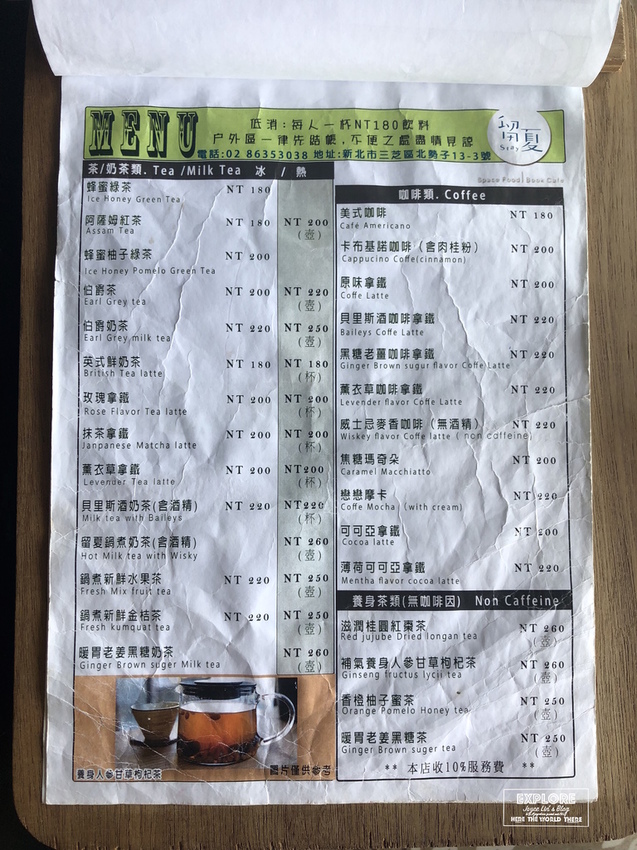 MENU
低消:每人一杯NT180飲料
戶外區一律先結帳,不便之處盡情見諒
電話:02 86353038 地址:新北市三芝區北勢子13-3號
留夏
Stay
茶/奶茶類. Tea /Milk Tea 冰 / 熱
蜂蜜綠茶 NT 180
Ice Honey Green Tea
阿薩姆紅茶 NT 180 NT 200
Assam Tea (壺)
蜂蜜柚子綠茶 NT 200
Ice Honey Pomelo Green Tea
伯爵茶 NT 200 NT 220
Earl Grey tea (壺)
伯爵奶茶 NT 220 NT 250
Earl Grey milk tea (壺)
英式鮮奶茶 NT 180 NT 180
British Tea latte (杯)
玫瑰拿鐵 NT 200 NT 200
Rose Flavor Tea latte (杯)
抹茶拿鐵 NT 200 NT 200
Janpanese Matcha latte (杯)
薰衣草拿鐵 NT 200 NT200
Levender Tea latte (杯)
貝里斯酒奶茶(含酒精) NT 220 NT220
Milk tea with Baileys (杯)
留夏鍋煮奶茶(含酒精) NT 260
Hot Milk tea with Wisky (壺)
鍋煮新鮮水果茶 NT 220 NT 250
Fresh Mix fruit tea (壺)
鍋煮新鮮金桔茶 NT 220 NT 250
Fresh kumquat tea (壺)
暖胃老姜黑糖奶茶 NT 260
Ginger Brown suger Milk tea (壺)
養身人參甘草枸杞茶
圖片僅供參考
Space Food | Book Cafe
咖啡類. Coffee
美式咖啡 NT 180
Café Americano
卡布基諾咖啡 (含肉桂粉) NT 200
Cappucino Coffe(cinnamon)
原味拿鐵 NT 200
Coffe Latte
貝里斯酒咖啡拿鐵 NT 220
Baileys Coffe Latte
黑糖老薑咖啡拿鐵 NT 220
Ginger Brown sugur flavor Coffe Latte
薰衣草咖啡拿鐵 NT 220
Levender flavor Coffe Latte
威士忌麥香咖啡 (無酒精) NT 220
Wiskey flavor Coffe latte ( non caffeine)
焦糖瑪奇朵 NT 200
Caramel Macchiatto
戀戀摩卡 NT 220
Coffe Mocha (with cream)
可可亞拿鐵 NT 200
Cocoa latte
薄荷可可亞拿鐵 NT 220
Mentha flavor cocoa latte
養身茶類(無咖啡因) Non Caffeine
滋潤桂圓紅棗茶 NT 260
Red jujube Dried longan tea (壺)
補氣養身人參甘草枸杞茶 NT 260
Ginseng fructus lycii tea (壺)
香橙柚子蜜茶 NT 250
Orange Pomelo Honey tea (壺)
暖胃老姜黑糖茶 NT 250
Ginger Brown suger tea (壺)
** 本店收10%服務費 **
EXPLORE
Joyce Liv's Blog
HERE THE WORLD THERE